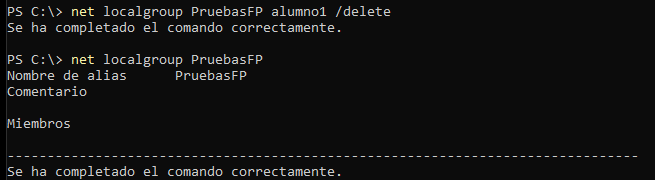 PS C:\> net localgroup PruebasFP alumno1 /delete
Se ha completado el comando correctamente.
PS C:\> net localgroup PruebasFP
Nombre de alias      PruebasFP
Comentario
Miembros
-------------------------------------------------------------------------------
Se ha completado el comando correctamente.